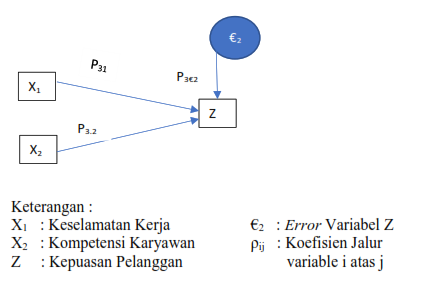 €₂
P₃₁
P₃€₂
X₁
Z
P₃.₂
X₂
Keterangan :
X₁ : Keselamatan Kerja
€₂ : Error Variabel Z
X₂ : Kompetensi Karyawan
ρᵢⱼ : Koefisien Jalur
Z : Kepuasan Pelanggan
variable i atas j